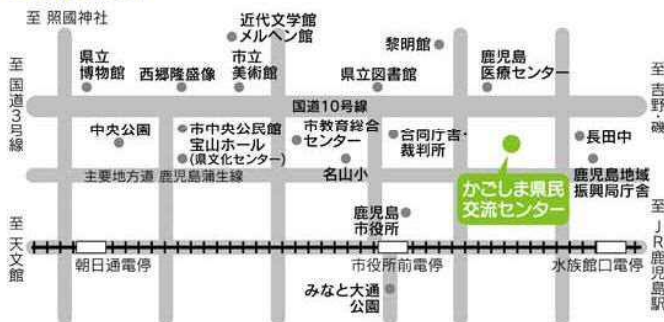 至 照國神社
近代文学館
メルヘン館
黎明館
至 国道3号線
県立
博物館
西郷隆盛像
市立
美術館
県立図書館
鹿児島
医療センター
至 吉野・磯
国道10号線
中央公園
市中央公民館
宝山ホール
(県文化センター)
市教育総合
センター
合同庁舎・
裁判所
長田中
主要地方道 鹿児島蒲生線
名山小
かごしま県民
交流センター
鹿児島地域
振興局庁舎
至 天文館
鹿児島
市役所
至 JR鹿児島駅
朝日通電停
市役所前電停
水族館口電停
みなと大通
公園